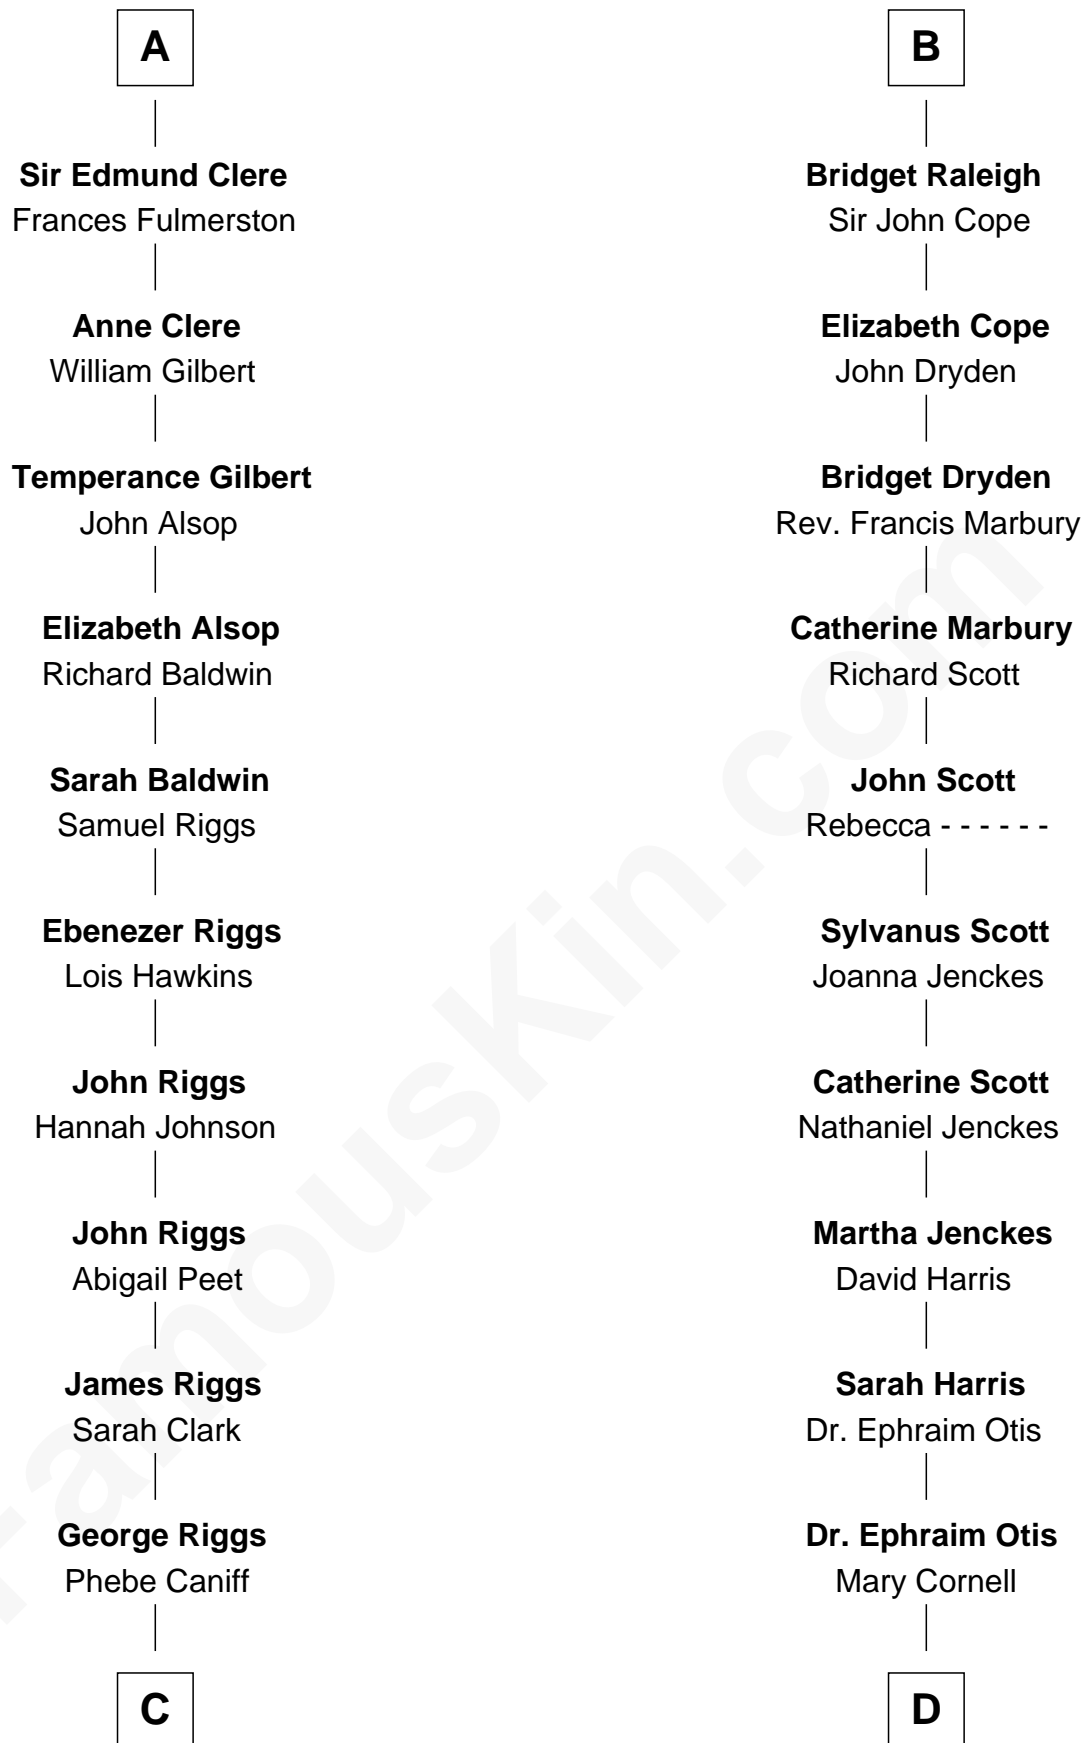 A
Sir Edmund Clere
Frances Fulmerston
Anne Clere
William Gilbert
Temperance Gilbert
John Alsop
Elizabeth Alsop
Richard Baldwin
Sarah Baldwin
Samuel Riggs
Ebenezer Riggs
Lois Hawkins
John Riggs
Hannah Johnson
John Riggs
Abigail Peet
James Riggs
Sarah Clark
George Riggs
Phebe Caniff
C
B
Bridget Raleigh
Sir John Cope
Elizabeth Cope
John Dryden
Bridget Dryden
Rev. Francis Marbury
Catherine Marbury
Richard Scott
John Scott
Rebecca - - - - - -
Sylvanus Scott
Joanna Jenckes
Catherine Scott
Nathaniel Jenckes
Martha Jenckes
David Harris
Sarah Harris
Dr. Ephraim Otis
Dr. Ephraim Otis
Mary Cornell
D
FamousKin.com